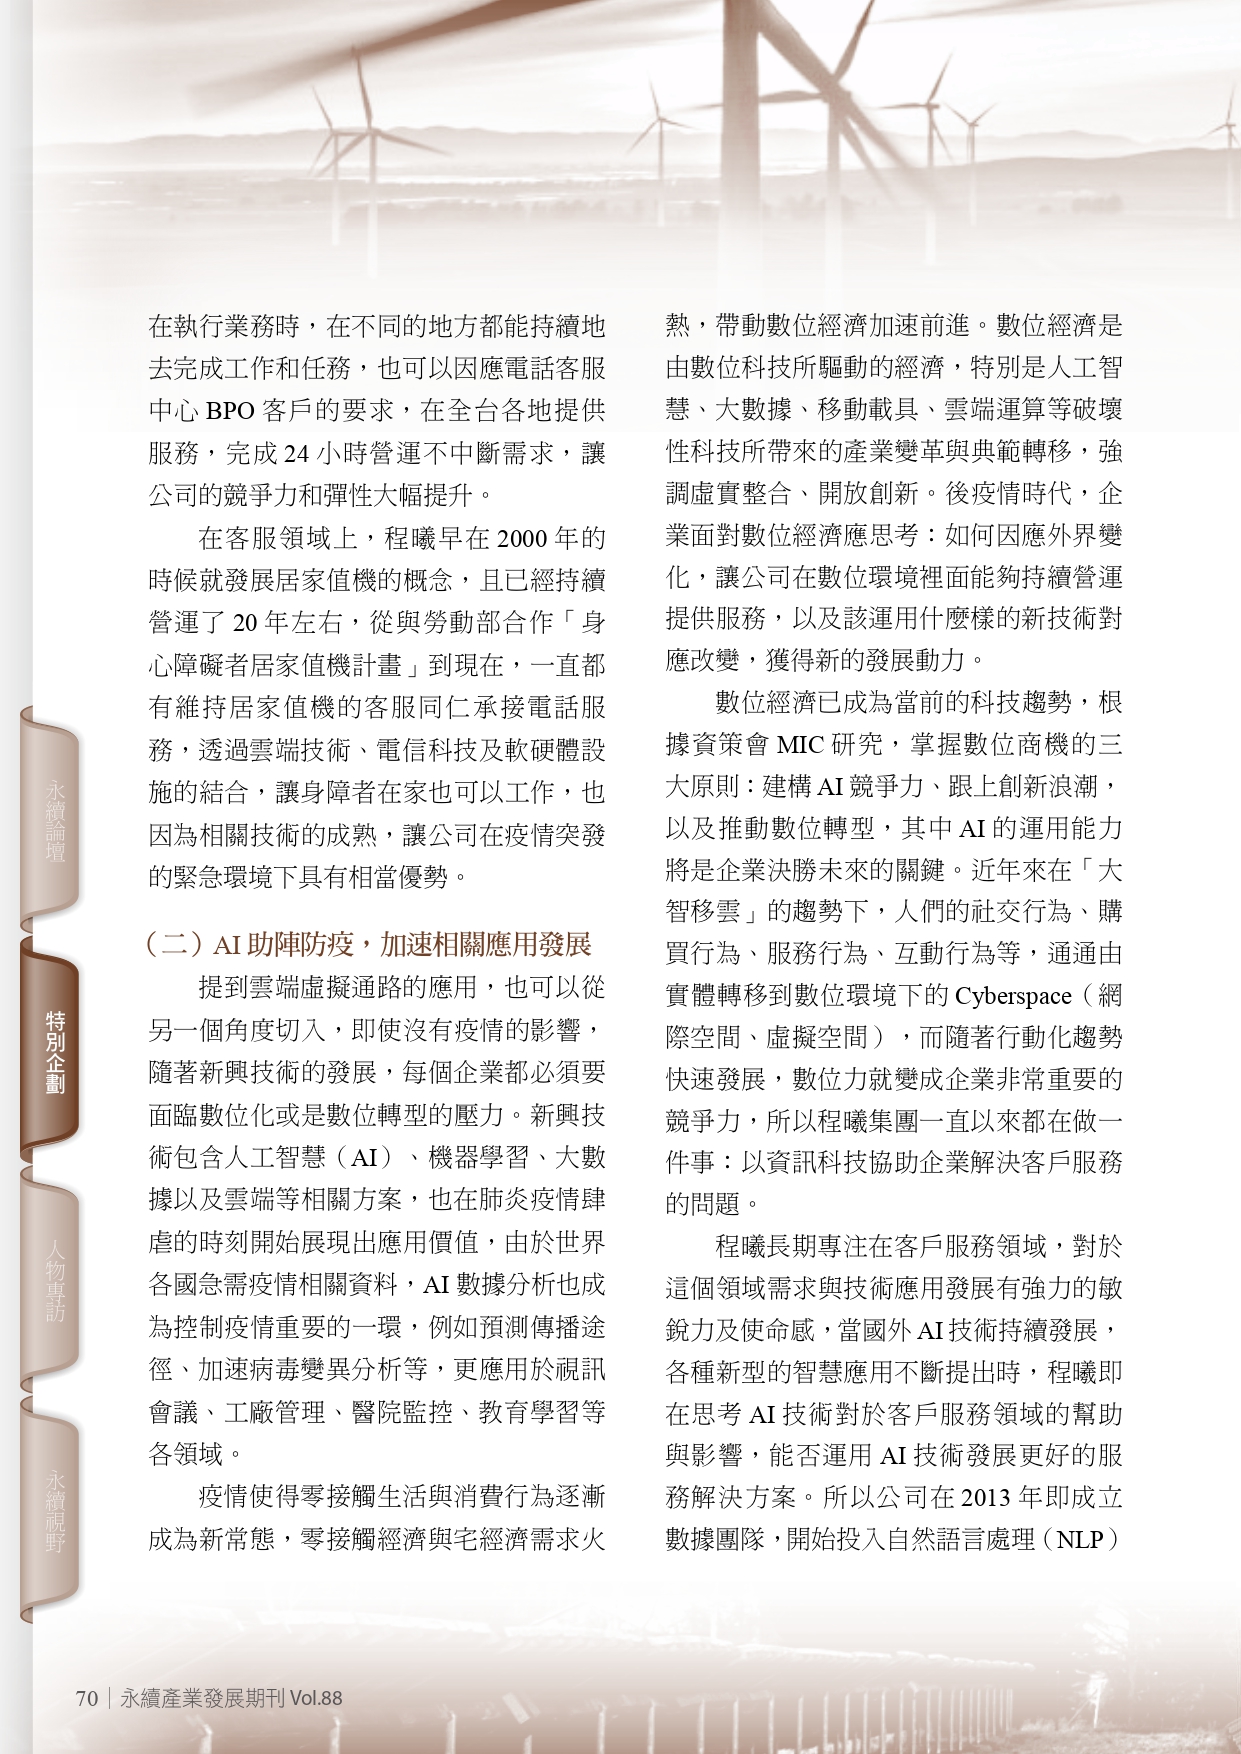 在執行業務時，在不同的地方都能持續地
去完成工作和任務，也可以因應電話客服
中心 BPO 客戶的要求，在全台各地提供
服務，完成 24 小時營運不中斷需求，讓
公司的競爭力和彈性大幅提升。
在客服領域上，程曦早在 2000 年的
時候就發展居家值機的概念，且已經持續
營運了 20 年左右，從與勞動部合作「身
心障礙者居家值機計畫」到現在，一直都
有維持居家值機的客服同仁承接電話服
務，透過雲端技術、電信科技及軟硬體設
施的結合，讓身障者在家也可以工作，也
因為相關技術的成熟，讓公司在疫情突發
的緊急環境下具有相當優勢。
（二）AI 助陣防疫，加速相關應用發展
提到雲端虛擬通路的應用，也可以從
另一個角度切入，即使沒有疫情的影響，
隨著新興技術的發展，每個企業都必須要
面臨數位化或是數位轉型的壓力。新興技
術包含人工智慧（AI）、機器學習、大數
據以及雲端等相關方案，也在肺炎疫情肆
虐的時刻開始展現出應用價值，由於世界
各國急需疫情相關資料，AI 數據分析也成
為控制疫情重要的一環，例如預測傳播途
徑、加速病毒變異分析等，更應用於視訊
會議、工廠管理、醫院監控、教育學習等
各領域。
疫情使得零接觸生活與消費行為逐漸
成為新常態，零接觸經濟與宅經濟需求火
熱，帶動數位經濟加速前進。數位經濟是
由數位科技所驅動的經濟，特別是人工智
慧、大數據、移動載具、雲端運算等破壞
性科技所帶來的產業變革與典範轉移，強
調虛實整合、開放創新。後疫情時代，企
業面對數位經濟應思考：如何因應外界變
化，讓公司在數位環境裡面能夠持續營運
提供服務，以及該運用什麼樣的新技術對
應改變，獲得新的發展動力。
數位經濟已成為當前的科技趨勢，根
據資策會 MIC 研究，掌握數位商機的三
大原則：建構 AI 競爭力、跟上創新浪潮，
以及推動數位轉型，其中 AI 的運用能力
將是企業決勝未來的關鍵。近年來在「大
智移雲」的趨勢下，人們的社交行為、購
買行為、服務行為、互動行為等，通通由
實體轉移到數位環境下的 Cyberspace（網
際空間、虛擬空間），而隨著行動化趨勢
快速發展，數位力就變成企業非常重要的
競爭力，所以程曦集團一直以來都在做一
件事：以資訊科技協助企業解決客戶服務
的問題。
程曦長期專注在客戶服務領域，對於
這個領域需求與技術應用發展有強力的敏
銳力及使命感，當國外 AI 技術持續發展，
各種新型的智慧應用不斷提出時，程曦即
在思考 AI 技術對於客戶服務領域的幫助
與影響，能否運用 AI 技術發展更好的服
務解決方案。所以公司在 2013 年即成立
數據團隊，開始投入自然語言處理（NLP）
永續論壇
特別企劃
人物專訪
永續視野
70 永續產業發展期刊 Vol.88